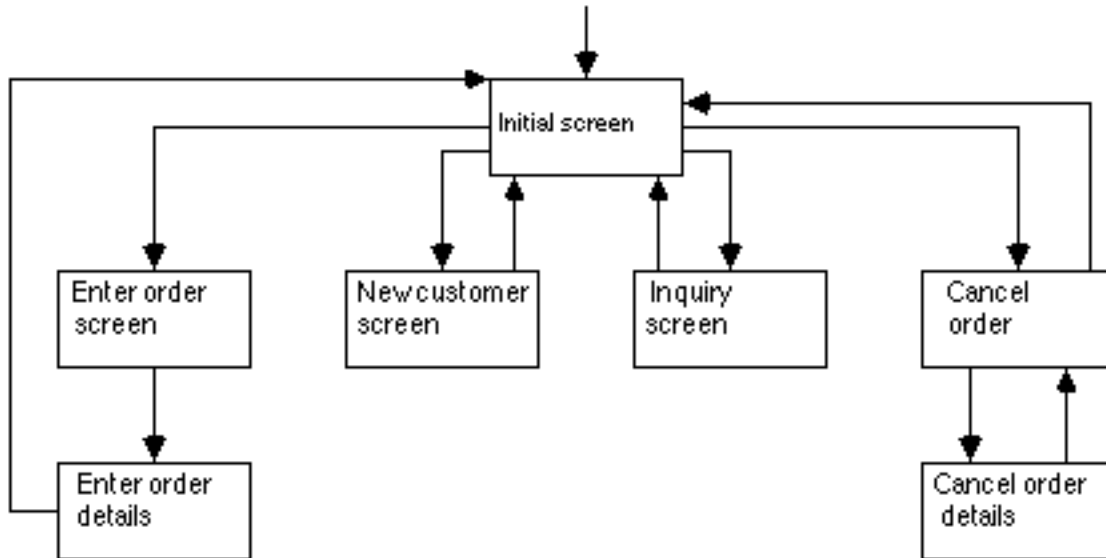 Initial screen
Enter order
screen
New customer
screen
Inquiry
screen
Cancel
order
Enter order
details
Cancel order
details